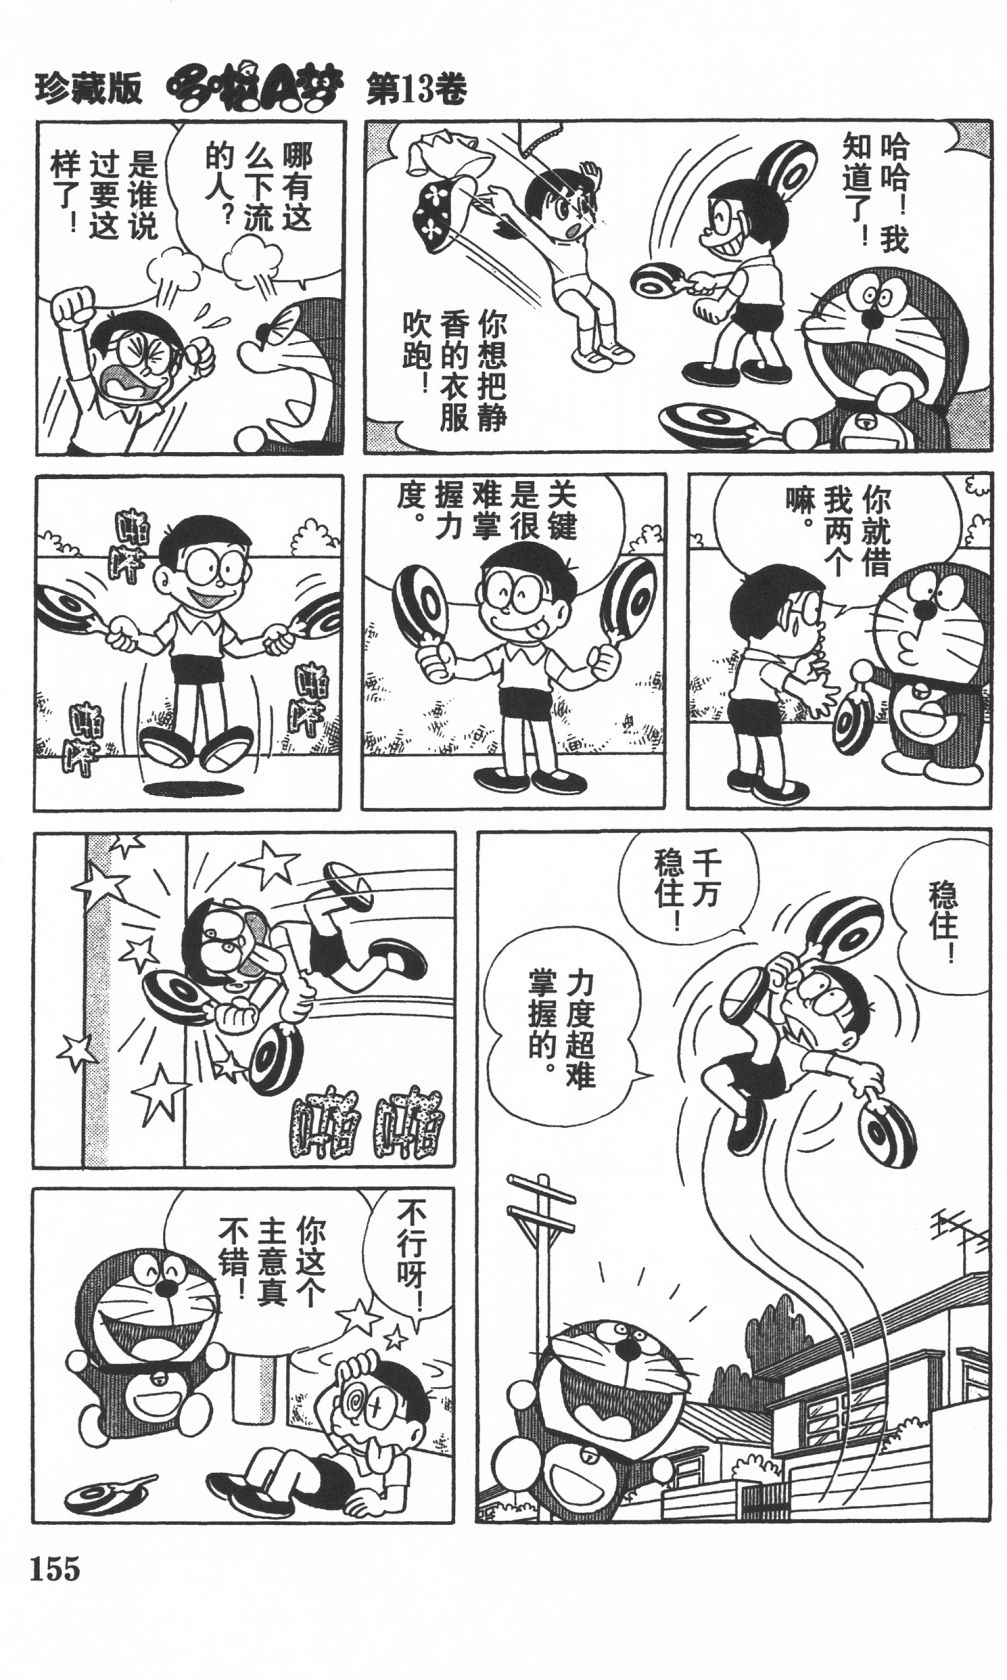 珍藏版 哆啦A梦 第13卷
哈哈！我
知道了！
你想把静
香的衣服
吹跑！
哪有这
么下流
的人？
是谁说
过要这
样了！
你就借
我两个
嘛。
关键
是很
难掌
握力
度。
啪哗
啪哗
啪哗
稳住！
千万
稳住！
力度超难
掌握的。
啪啪
不行呀！
你这个
主意真
不错！
155